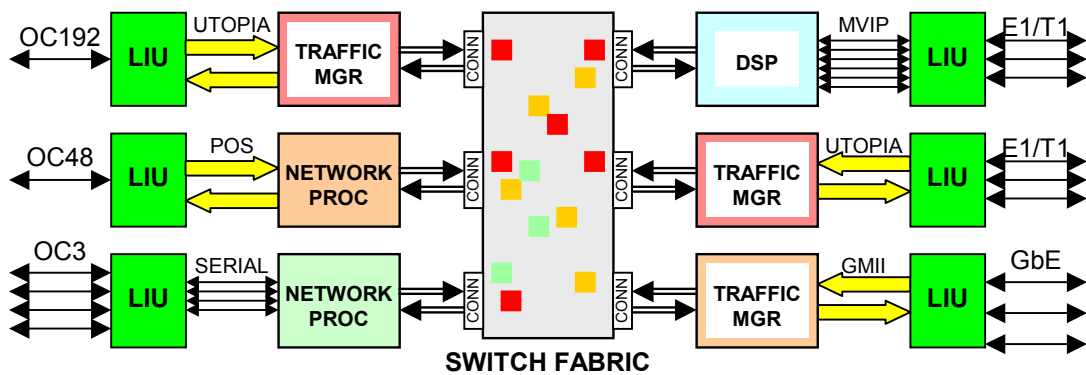 OC192
LIU
UTOPIA
TRAFFIC
MGR
CONN
CONN
DSP
MVIP
LIU
E1/T1
OC48
LIU
POS
NETWORK
PROC
CONN
CONN
TRAFFIC
MGR
UTOPIA
LIU
E1/T1
OC3
LIU
SERIAL
NETWORK
PROC
CONN
CONN
TRAFFIC
MGR
GMII
LIU
GbE
SWITCH FABRIC